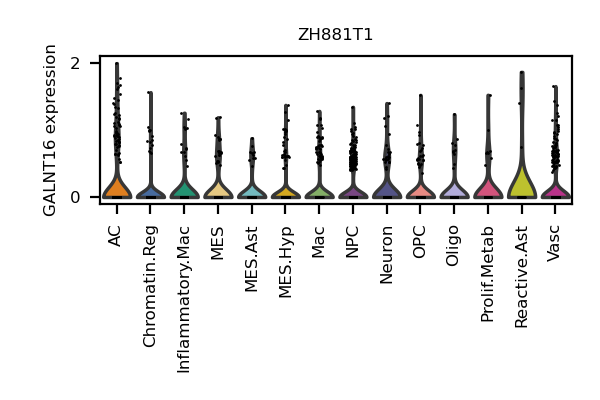 ZH881T1
GALNT16 expression
2
0
AC
Chromatin.Reg
Inflammatory.Mac
MES
MES.Ast
MES.Hyp
Mac
NPC
Neuron
OPC
Oligo
Prolif.Metab
Reactive.Ast
Vasc